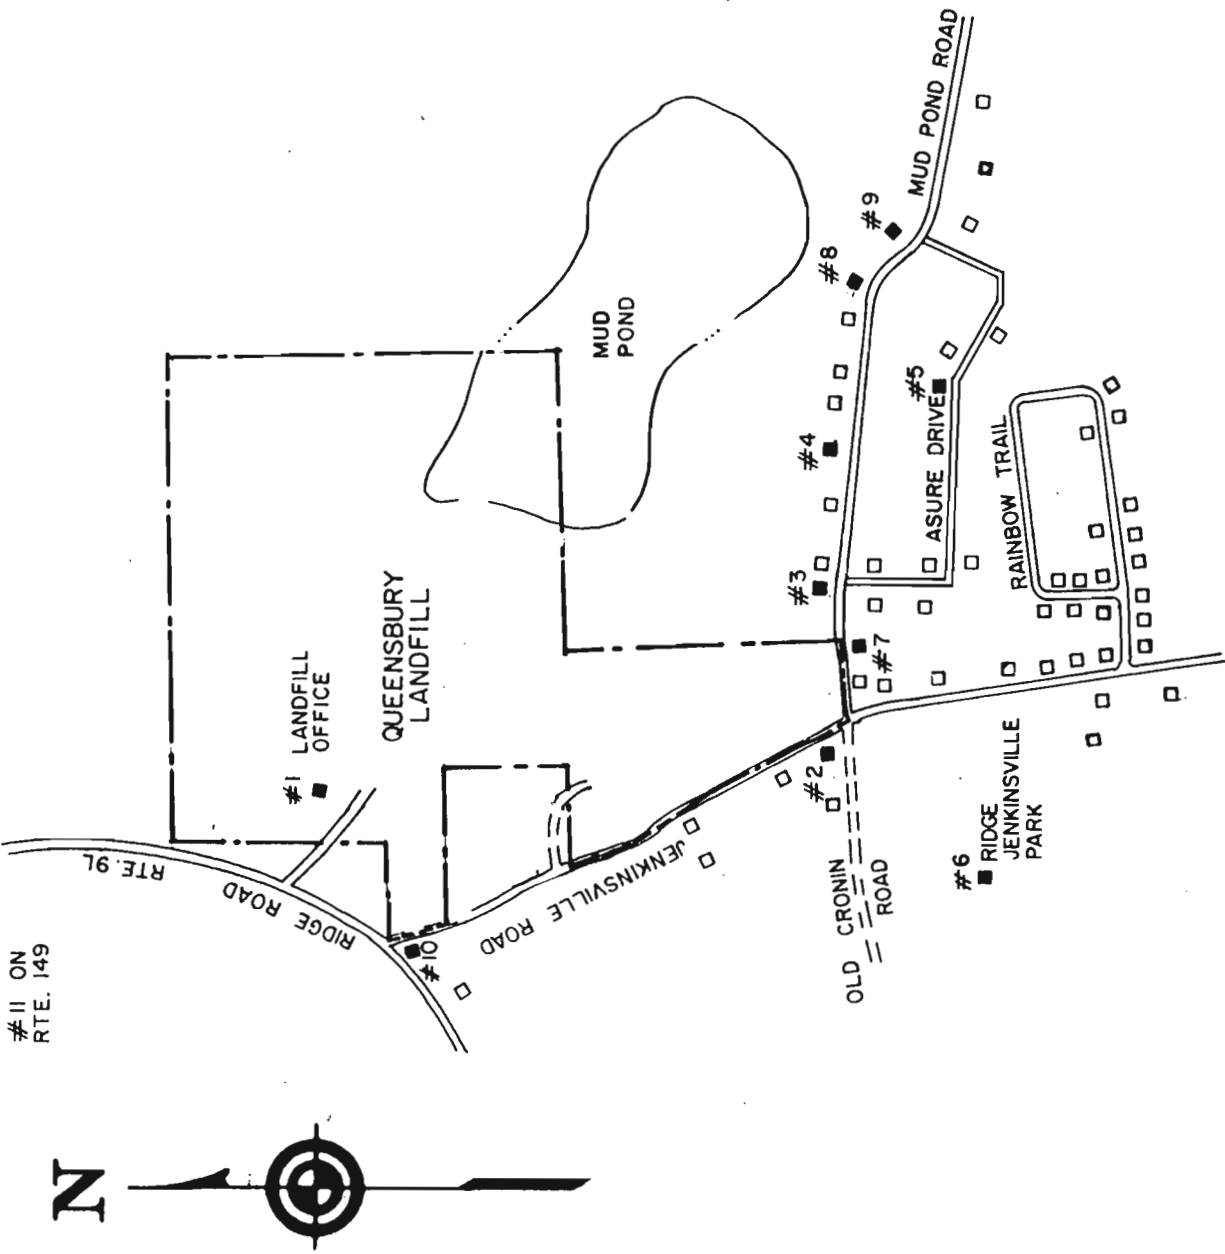 N
#11 ON
RTE. 149
RTE. 9L
RIDGE ROAD
#10
#1 LANDFILL
OFFICE
QUEENSBURY
LANDFILL
MUD
POND
JENKINSVILLE ROAD
#2
#3
#4
#8
#9
MUD POND ROAD
#7
#5
ASURE DRIVE
OLD CRONIN
ROAD
RAINBOW TRAIL
#6
RIDGE
JENKINSVILLE
PARK